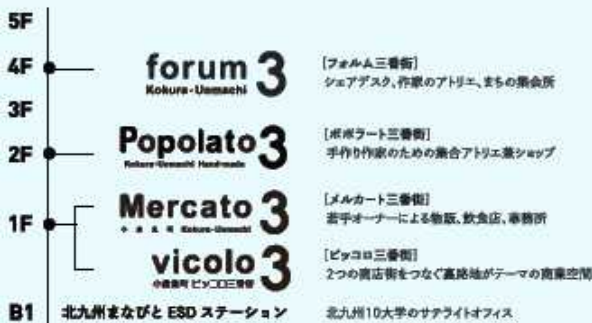 5F
4F
forum 3
Kokura-Uomachi
[フォルム三番街]
シェアデスク、作家のアトリエ、まちの集会所
3F
2F
Popolato 3
Kokura-Uomachi Hand-made
[ポポラート三番街]
手作り作家のための集合アトリエ兼ショップ
1F
Mercato 3
小倉魚町 Kokura-Uomachi
[メルカート三番街]
若手オーナーによる物販、飲食店、事務所
vicolo 3
小倉魚町 ビッコロ三番街
[ビッコロ三番街]
2つの商店街をつなぐ裏路地がテーマの商業空間
B1
北九州まなびと ESD ステーション
北九州10大学のサテライトオフィス